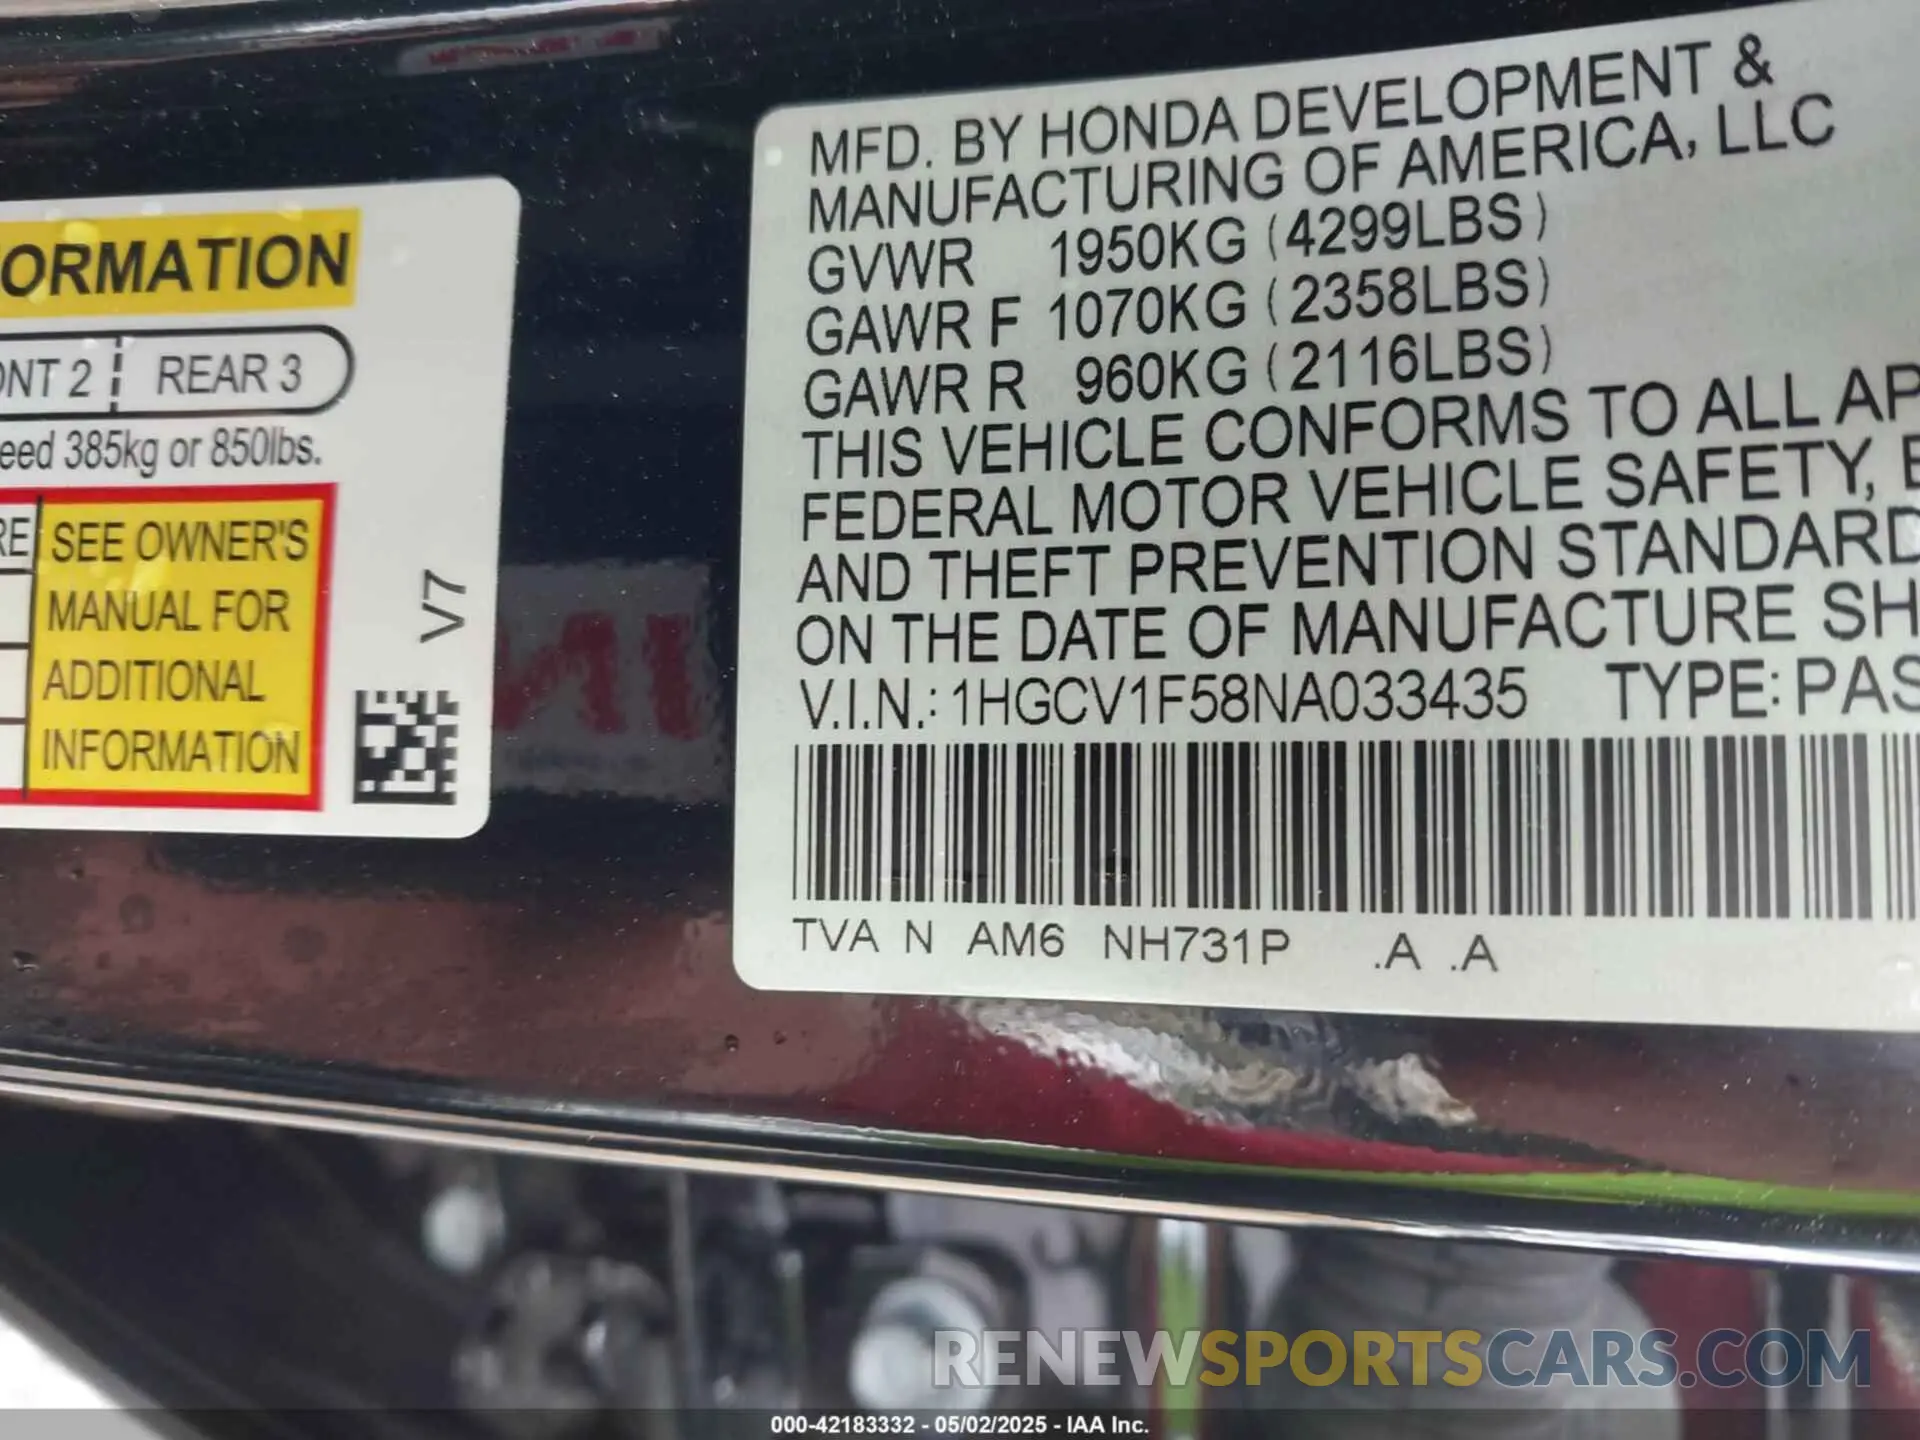 ORMATION
ONT 2 REAR 3
eed 385kg or 850lbs.
RE
SEE OWNER'S
MANUAL FOR
ADDITIONAL
INFORMATION
V7
MFD. BY HONDA DEVELOPMENT &
MANUFACTURING OF AMERICA, LLC
GVWR 1950KG (4299LBS)
GAWR F 1070KG (2358LBS)
GAWR R 960KG (2116LBS)
THIS VEHICLE CONFORMS TO ALL AP
FEDERAL MOTOR VEHICLE SAFETY, B
AND THEFT PREVENTION STANDARD
ON THE DATE OF MANUFACTURE SH
V.I.N.: 1HGCV1F58NA033435 TYPE: PAS
TVA N AM6 NH731P .A .A
RENEWSPORTSCARS.COM
000-42183332 - 05/02/2025 - IAA Inc.